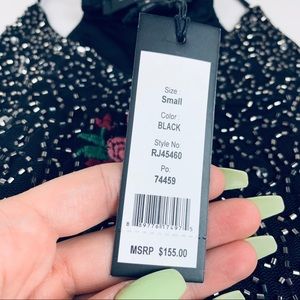 Size
Small
Color :
BLACK
Style No
RJ45460
Po:
74459
MSRP $155.00